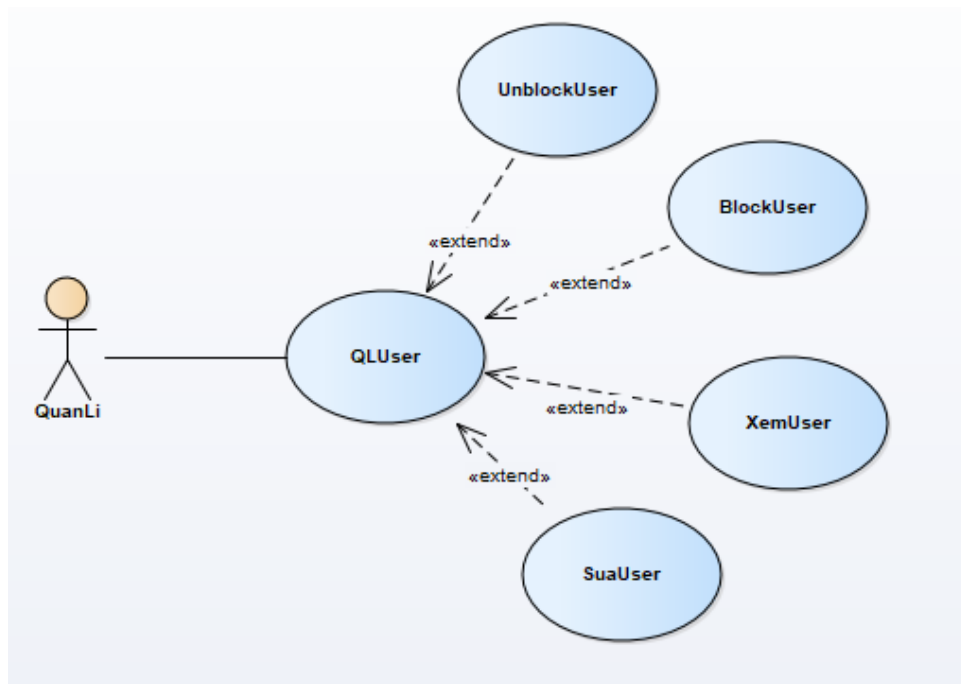 UnblockUser
BlockUser
«extend»
«extend»
QLUser
QuanLi
«extend»
XemUser
«extend»
SuaUser